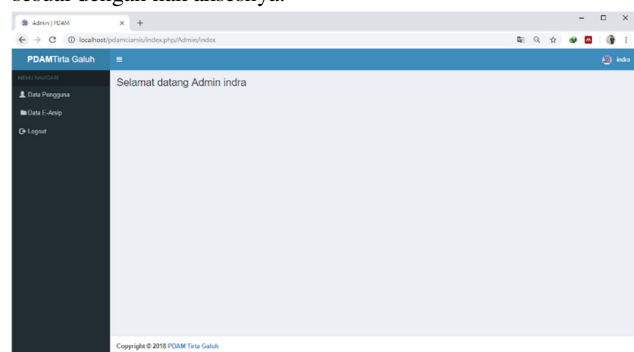 sesuai dengan hak aksesnya.
Admin | PDAM
localhost/pdamciamis/index.php/Admin/index
PDAMTirta Galuh
indra
MENU NAVIGASI
Selamat datang Admin indra
Data Pengguna
Data E-Arsip
Logout
Copyright © 2018 PDAM Tirta Galuh